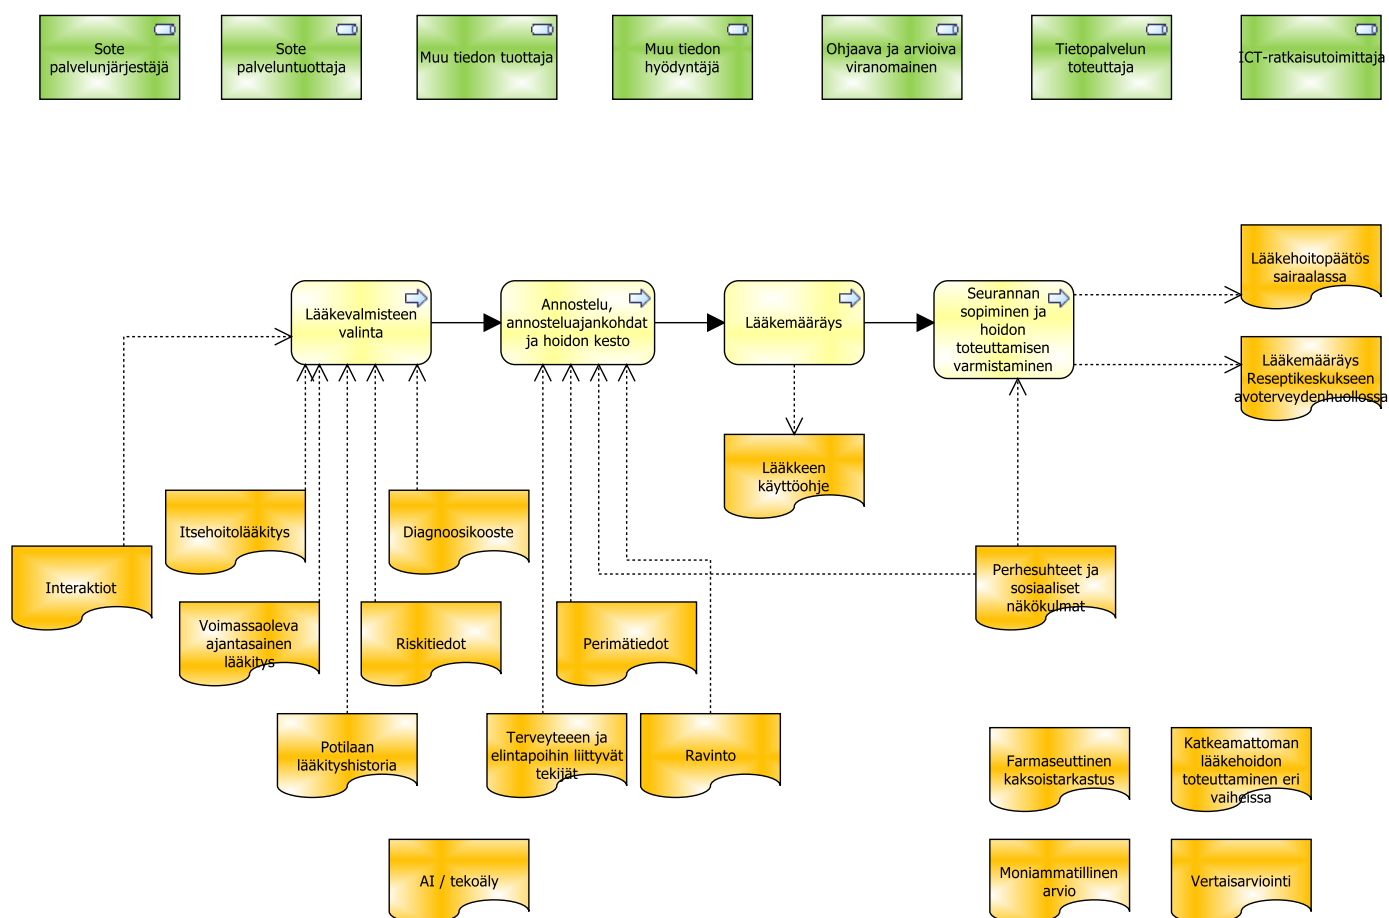 Sote
palvelunjärjestäjä
Sote
palveluntuottaja
Muu tiedon tuottaja
Muu tiedon
hyödyntäjä
Ohjaava ja arvioiva
viranomainen
Tietopalvelun
toteuttaja
ICT-ratkaisutoimittaja
Lääkehoitopäätös
sairaalassa
Lääkevalmisteen
valinta
Annostelu,
annosteluajankohdat
ja hoidon kesto
Lääkemääräys
Seurannan
sopiminen ja
hoidon
toteuttamisen
varmistaminen
Lääkemääräys
Reseptikeskukseen
avoterveydenhuollossa
Lääkkeen
käyttöohje
Itsehoitolääkitys
Diagnoosikooste
Interaktiot
Perhesuhteet ja
sosiaaliset
näkökulmat
Voimassaoleva
ajantasainen
lääkitys
Riskitiedot
Perimätiedot
Potilaan
lääkityshistoria
Terveyteeen ja
elintapoihin liittyvät
tekijät
Ravinto
Farmaseuttinen
kaksoistarkastus
Katkeamattoman
lääkehoidon
toteuttaminen eri
vaiheissa
AI / tekoäly
Moniammatillinen
arvio
Vertaisarviointi